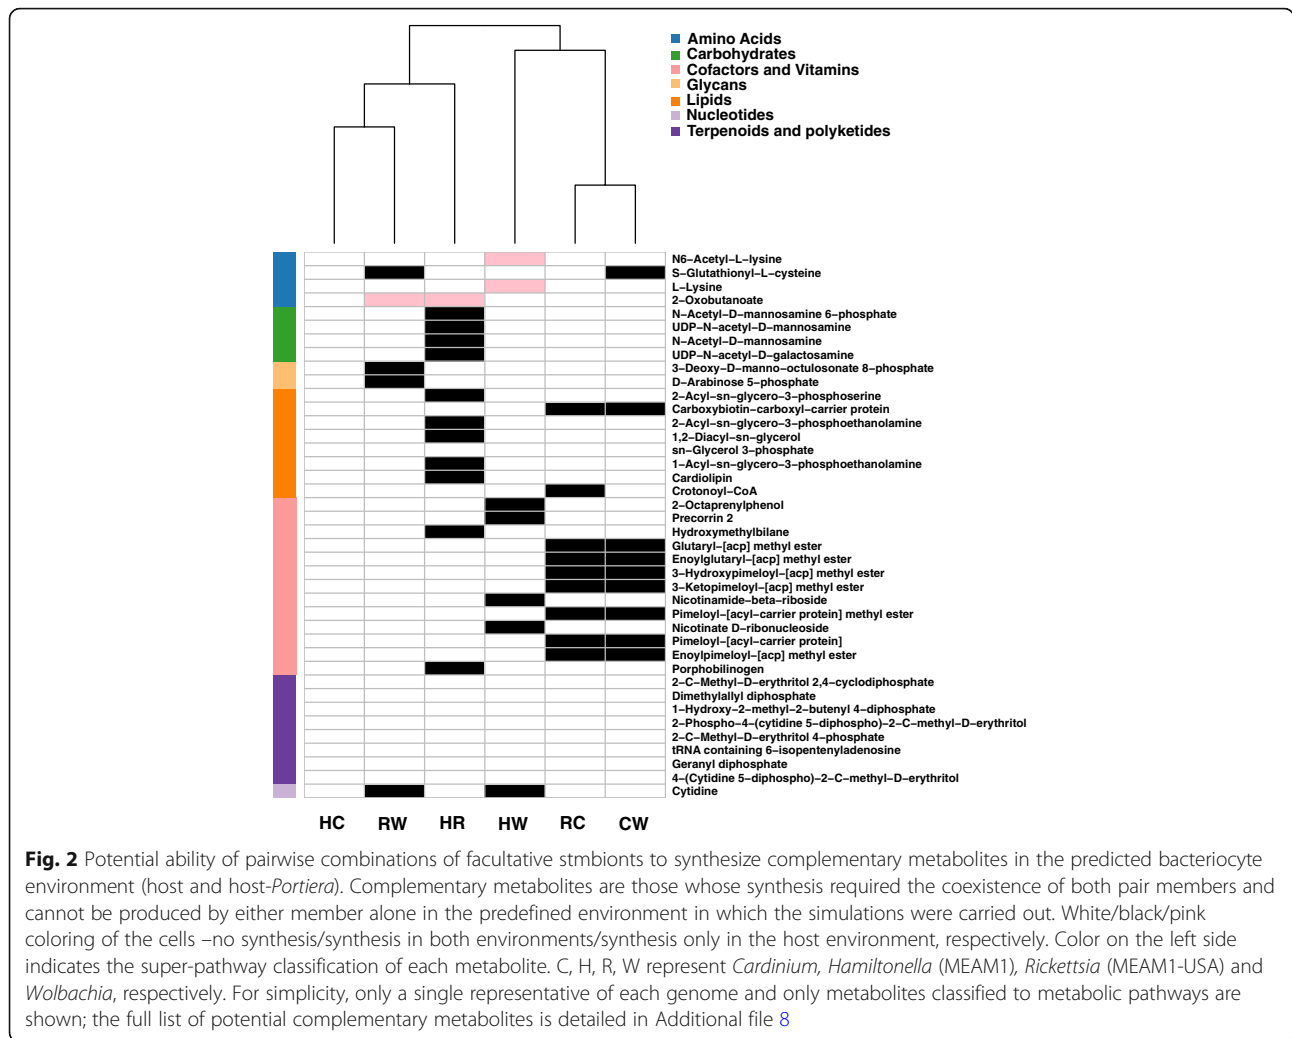 Amino Acids
Carbohydrates
Cofactors and Vitamins
Glycans
Lipids
Nucleotides
Terpenoids and polyketides
N6−Acetyl−L−lysine
S−Glutathionyl−L−cysteine
L−Lysine
2−Oxobutanoate
N−Acetyl−D−mannosamine 6−phosphate
UDP−N−acetyl−D−mannosamine
N−Acetyl−D−mannosamine
UDP−N−acetyl−D−galactosamine
3−Deoxy−D−manno−octulosonate 8−phosphate
D−Arabinose 5−phosphate
2−Acyl−sn−glycero−3−phosphoserine
Carboxybiotin−carboxyl−carrier protein
2−Acyl−sn−glycero−3−phosphoethanolamine
1,2−Diacyl−sn−glycerol
sn−Glycerol 3−phosphate
1−Acyl−sn−glycero−3−phosphoethanolamine
Cardiolipin
Crotonoyl−CoA
2−Octaprenylphenol
Precorrin 2
Hydroxymethylbilane
Glutaryl−[acp] methyl ester
Enoylglutaryl−[acp] methyl ester
3−Hydroxypimeloyl−[acp] methyl ester
3−Ketopimeloyl−[acp] methyl ester
Nicotinamide−beta−riboside
Pimeloyl−[acyl−carrier protein] methyl ester
Nicotinate D−ribonucleoside
Pimeloyl−[acyl−carrier protein]
Enoylpimeloyl−[acp] methyl ester
Porphobilinogen
2−C−Methyl−D−erythritol 2,4−cyclodiphosphate
Dimethylallyl diphosphate
1−Hydroxy−2−methyl−2−butenyl 4−diphosphate
2−Phospho−4−(cytidine 5−diphospho)−2−C−methyl−D−erythritol
2−C−Methyl−D−erythritol 4−phosphate
tRNA containing 6−isopentenyladenosine
Geranyl diphosphate
4−(Cytidine 5−diphospho)−2−C−methyl−D−erythritol
Cytidine
HC RW HR HW RC CW
Fig. 2 Potential ability of pairwise combinations of facultative stmbionts to synthesize complementary metabolites in the predicted bacteriocyte
environment (host and host-Portiera). Complementary metabolites are those whose synthesis required the coexistence of both pair members and
cannot be produced by either member alone in the predefined environment in which the simulations were carried out. White/black/pink
coloring of the cells –no synthesis/synthesis in both environments/synthesis only in the host environment, respectively. Color on the left side
indicates the super-pathway classification of each metabolite. C, H, R, W represent Cardinium, Hamiltonella (MEAM1), Rickettsia (MEAM1-USA) and
Wolbachia, respectively. For simplicity, only a single representative of each genome and only metabolites classified to metabolic pathways are
shown; the full list of potential complementary metabolites is detailed in Additional file 8